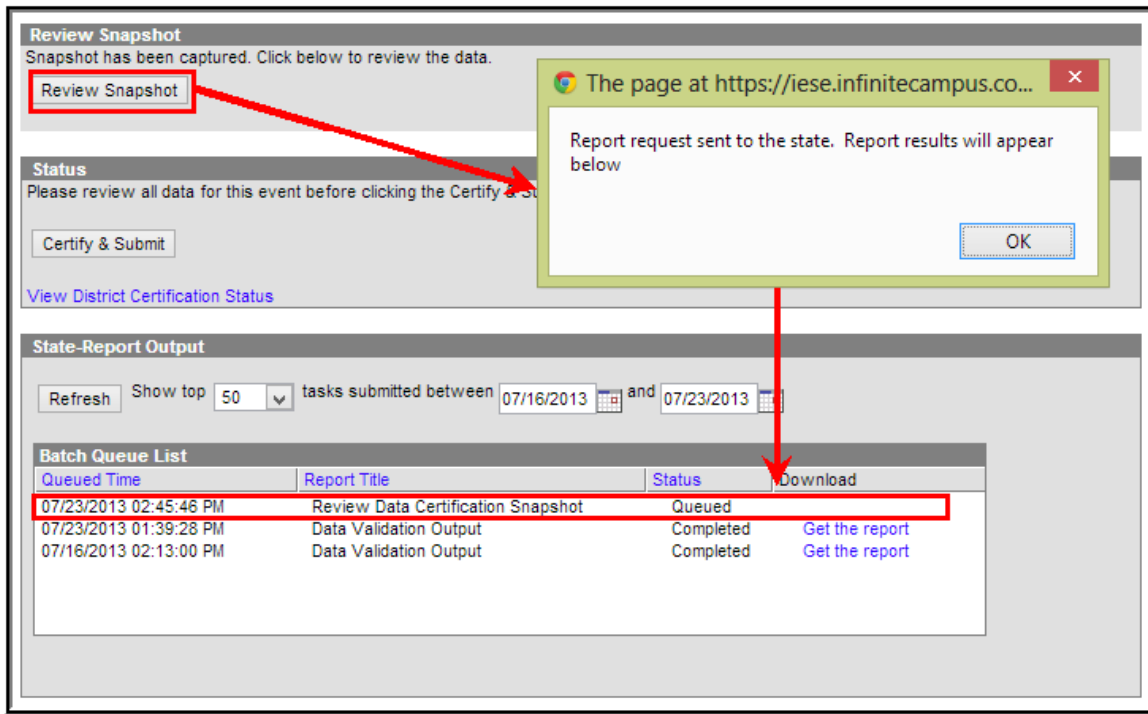 Review Snapshot
Snapshot has been captured. Click below to review the data.
Review Snapshot
The page at https://iese.infinitecampus.co...
Report request sent to the state. Report results will appear
below
OK
Status
Please review all data for this event before clicking the Certify &
Certify & Submit
View District Certification Status
State-Report Output
Refresh Show top 50 tasks submitted between 07/16/2013 and 07/23/2013
Batch Queue List
Queued Time Report Title Status Download
07/23/2013 02:45:46 PM Review Data Certification Snapshot Queued
07/23/2013 01:39:28 PM Data Validation Output Completed Get the report
07/16/2013 02:13:00 PM Data Validation Output Completed Get the report